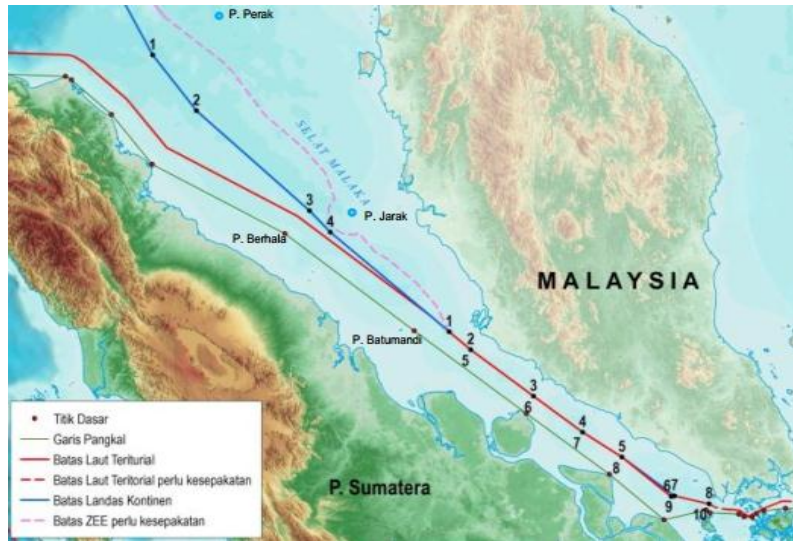 P. Perak
1
2
SELAT MALAKA
3
P. Jarak
4
P. Berhala
MALAYSIA
1
P. Batumandi
2
5
3
6
4
7
5
8
67
8
9
10
P. Sumatera
Titik Dasar
Garis Pangkal
Batas Laut Teriturial
Batas Laut Teritorial perlu kesepakatan
Batas Landas Kontinen
Batas ZEE perlu kesepakatan